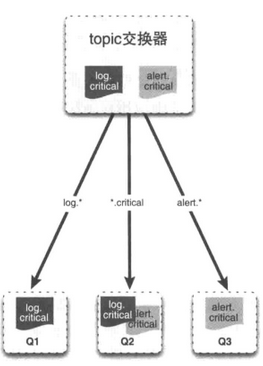 topic交换器
log.
critical
alert.
critical
log.*
*.critical
alert.*
log.
critical
Q1
log.
critical
alert.
critical
Q2
alert.
critical
Q3